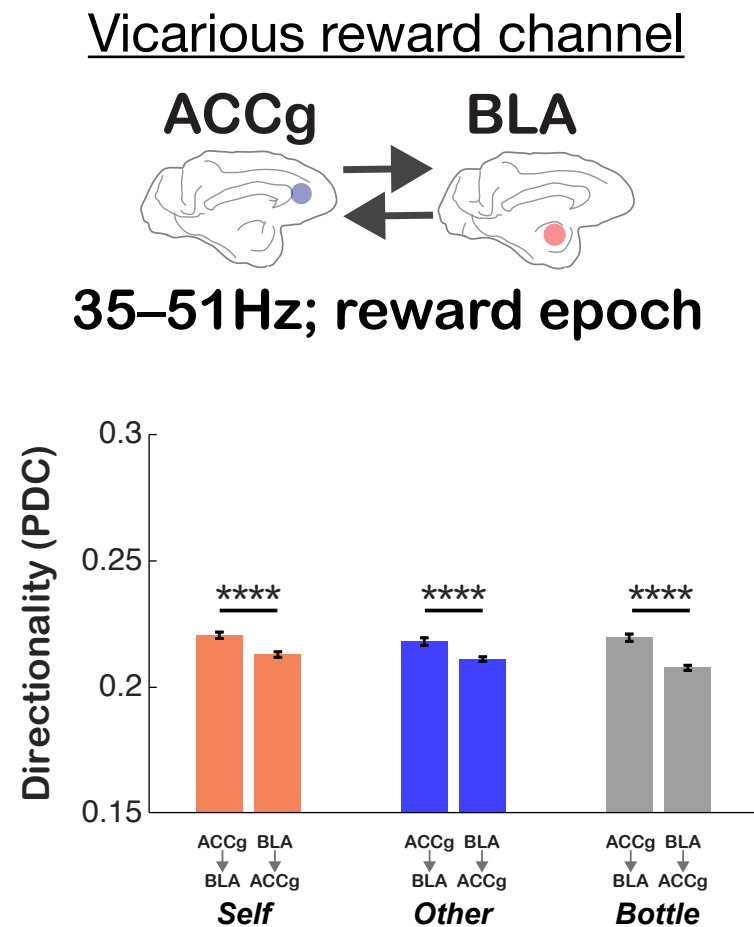 Vicarious reward channel
ACCg BLA
35–51Hz; reward epoch
Directionality (PDC)
0.3
0.25
0.2
0.15
**** **** ****
ACCg BLA ACCg BLA ACCg BLA
BLA ACCg BLA ACCg BLA ACCg
Self Other Bottle